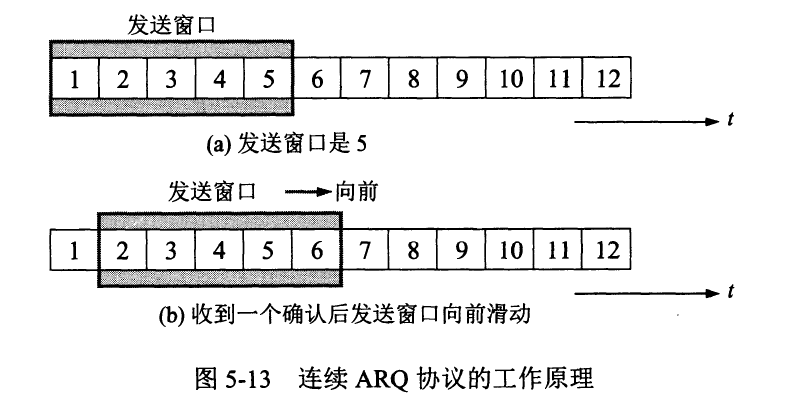 发送窗口
1 2 3 4 5 6 7 8 9 10 11 12
t
(a) 发送窗口是 5
发送窗口 向前
1 2 3 4 5 6 7 8 9 10 11 12
t
(b) 收到一个确认后发送窗口向前滑动
图 5-13 连续 ARQ 协议的工作原理